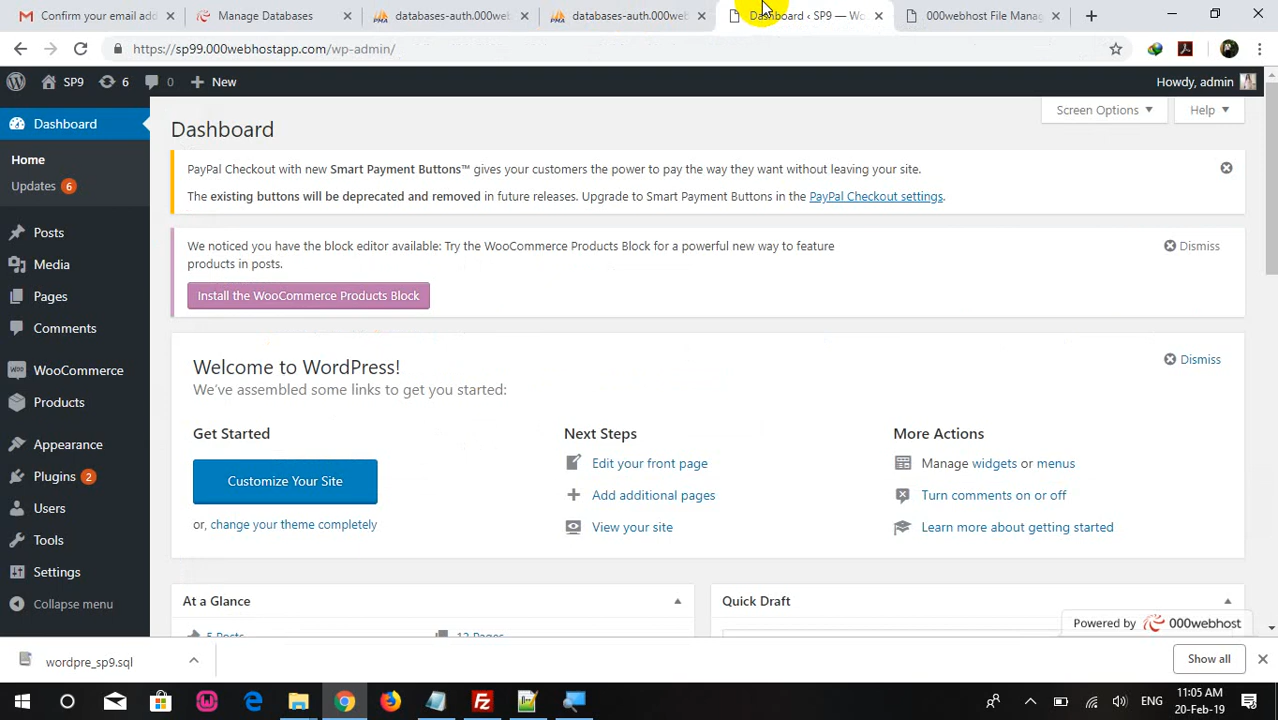 Confirm your email add
Manage Databases
databases-auth.000web
databases-auth.000web
Dashboard ‹ SP9 — Wo
000webhost File Manag
https://sp99.000webhostapp.com/wp-admin/
SP9
6
0
New
Howdy, admin
Dashboard
Home
Updates 6
Posts
Media
Pages
Comments
WooCommerce
Products
Appearance
Plugins 2
Users
Tools
Settings
Collapse menu
Screen Options
Help
Dashboard
PayPal Checkout with new Smart Payment Buttons™ gives your customers the power to pay the way they want without leaving your site.
The existing buttons will be deprecated and removed in future releases. Upgrade to Smart Payment Buttons in the PayPal Checkout settings.
We noticed you have the block editor available: Try the WooCommerce Products Block for a powerful new way to feature
products in posts.
Dismiss
Install the WooCommerce Products Block
Welcome to WordPress!
Dismiss
We've assembled some links to get you started:
Get Started
Customize Your Site
or, change your theme completely
Next Steps
Edit your front page
Add additional pages
View your site
More Actions
Manage widgets or menus
Turn comments on or off
Learn more about getting started
At a Glance
5 Posts
12 Pages
Quick Draft
Powered by 000webhost
wordpre_sp9.sql
Show all
ENG
11:05 AM
20-Feb-19